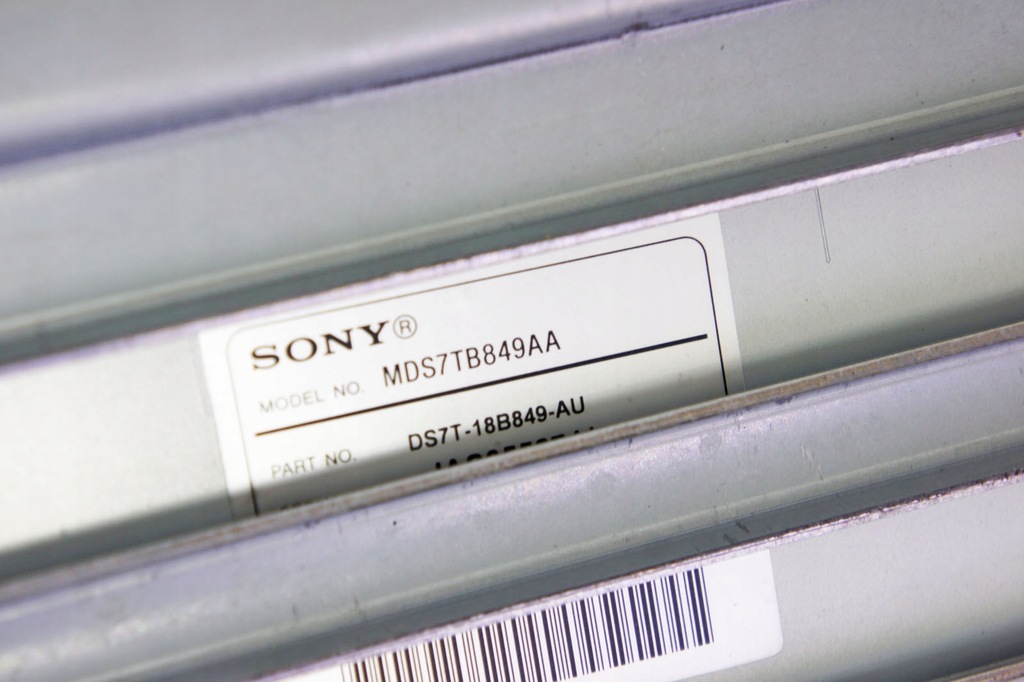 SONY®
MODEL NO. MDS7TB849AA
PART NO. DS7T-18B849-AU